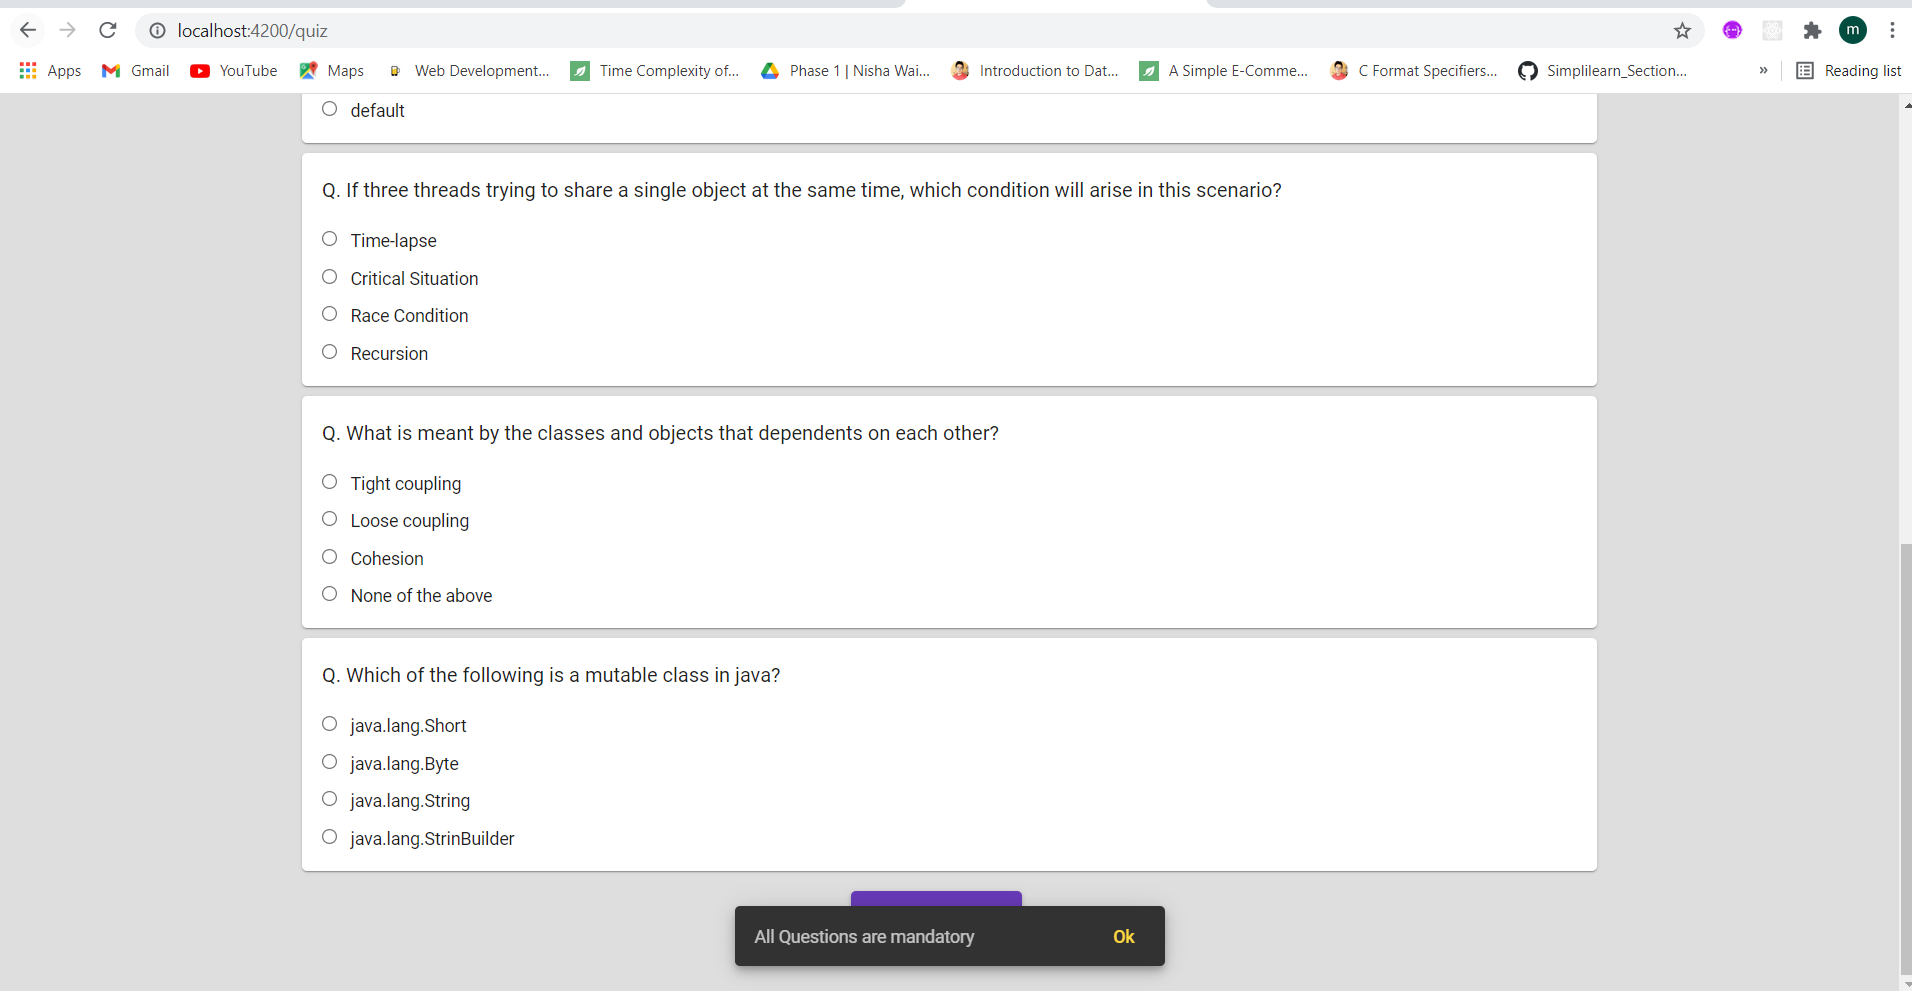 localhost:4200/quiz
m
Apps
Gmail
YouTube
Maps
Web Development...
Time Complexity of...
Phase 1 | Nisha Wai...
Introduction to Dat...
A Simple E-Comme...
C Format Specifiers...
Simplilearn_Section...
»
Reading list
default
Q. If three threads trying to share a single object at the same time, which condition will arise in this scenario?
Time-lapse
Critical Situation
Race Condition
Recursion
Q. What is meant by the classes and objects that dependents on each other?
Tight coupling
Loose coupling
Cohesion
None of the above
Q. Which of the following is a mutable class in java?
java.lang.Short
java.lang.Byte
java.lang.String
java.lang.StrinBuilder
All Questions are mandatory
Ok